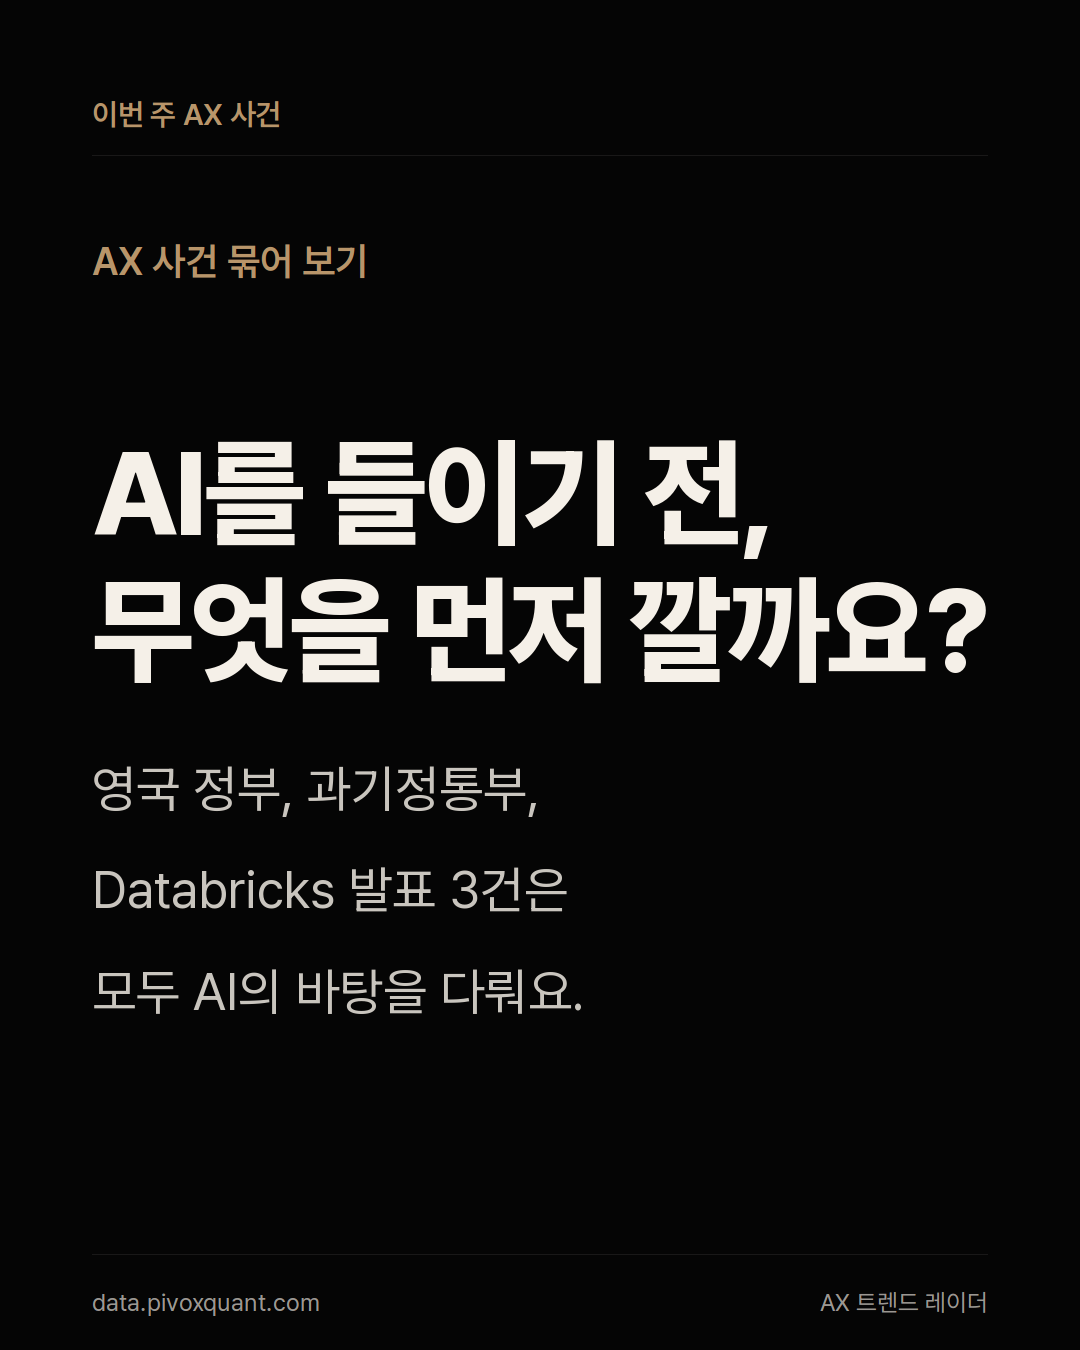 이번 주 AX 사건
AX 사건 묶어 보기
AI를 들이기 전,
무엇을 먼저 깔까요?
영국 정부, 과기정통부,
Databricks 발표 3건은
모두 AI의 바탕을 다뤄요.
data.pivoxquant.com
AX 트렌드 레이더